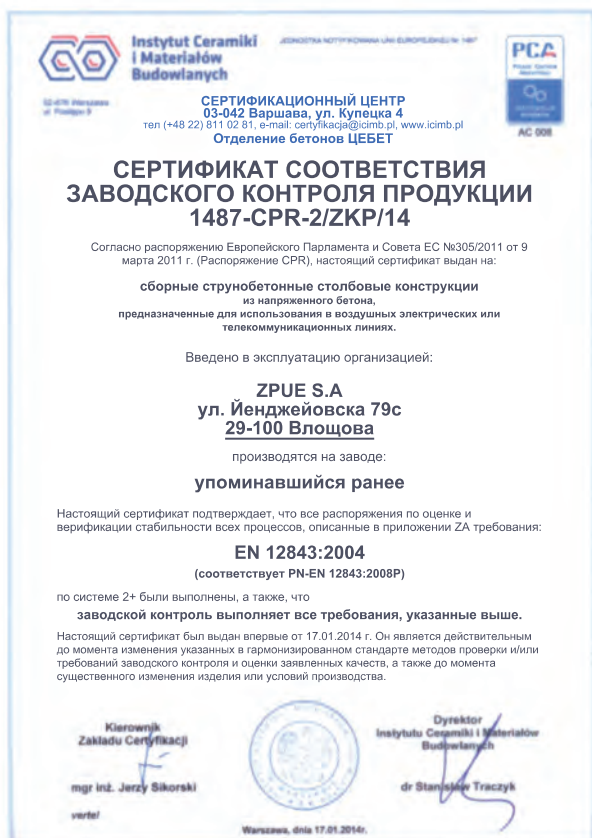 Instytut Ceramiki
i Materiałów
Budowlanych
JEDNOSTKA NOTYFIKOWANA UNII EUROPEJSKIEJ Nr 1487
PCA
AC 008
СЕРТИФИКАЦИОННЫЙ ЦЕНТР
03-042 Варшава, ул. Купецка 4
тел (+48 22) 811 02 81, e-mail: certyfikacja@icimb.pl, www.icimb.pl
Отделение бетонов ЦЕБЕТ
СЕРТИФИКАТ СООТВЕТСТВИЯ
ЗАВОДСКОГО КОНТРОЛЯ ПРОДУКЦИИ
1487-CPR-2/ZKP/14
Согласно распоряжению Европейского Парламента и Совета ЕС №305/2011 от 9
марта 2011 г. (Распоряжение CPR), настоящий сертификат выдан на:
сборные струнобетонные столбовые конструкции
из напряженного бетона,
предназначенные для использования в воздушных электрических или
телекоммуникационных линиях.
Введено в эксплуатацию организацией:
ZPUE S.A
ул. Йенджейовска 79с
29-100 Влощова
производятся на заводе:
упоминавшийся ранее
Настоящий сертификат подтверждает, что все распоряжения по оценке и
верификации стабильности всех процессов, описанные в приложении ZA требования:
EN 12843:2004
(соответствует PN-EN 12843:2008P)
по системе 2+ были выполнены, а также, что
заводской контроль выполняет все требования, указанные выше.
Настоящий сертификат был выдан впервые от 17.01.2014 г. Он является действительным
до момента изменения указанных в гармонизированном стандарте методов проверки и/или
требований заводского контроля и оценки заявленных качеств, а также до момента
существенного изменения изделия или условий производства.
Kierownik
Zakładu Certyfikacji
mgr inż. Jerzy Sikorski
verte!
Dyrektor
Instytutu Ceramiki i Materiałów
Budowlanych
dr Stanisław Traczyk
Warszawa, dnia 17.01.2014r.